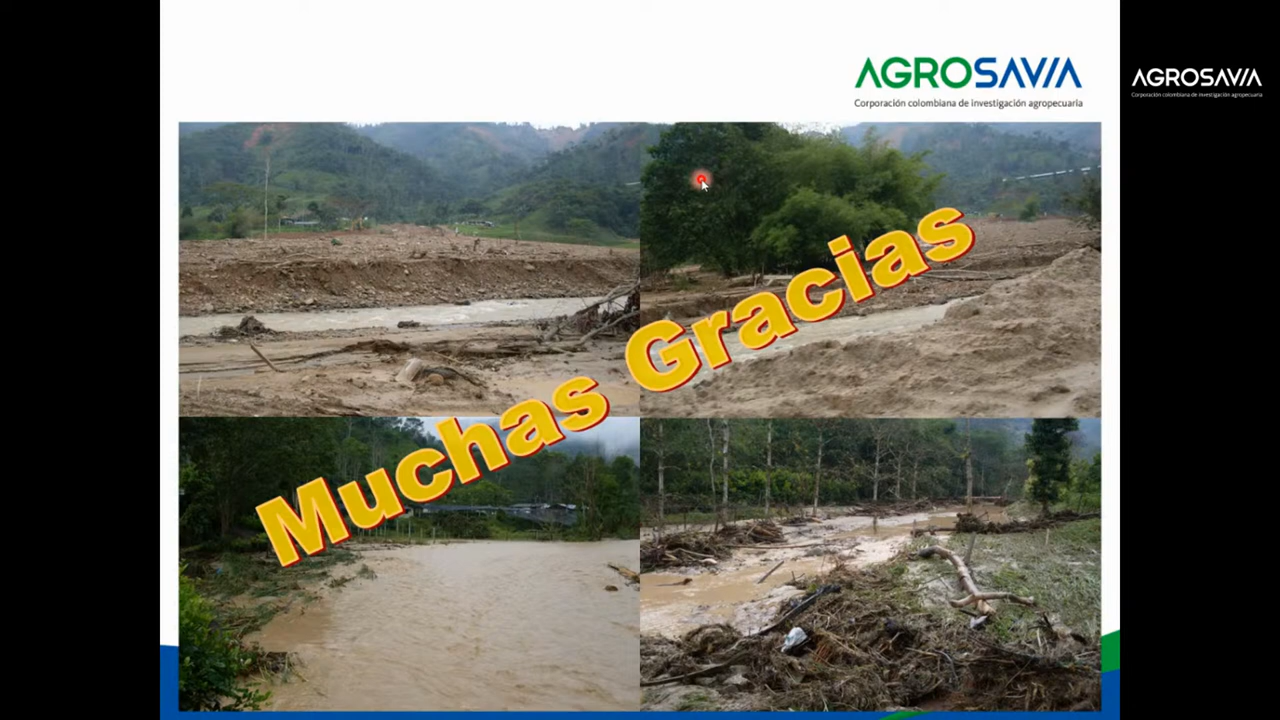 AGROSAVIA
Corporación colombiana de investigación agropecuaria
AGROSAVIA
Corporación colombiana de investigación agropecuaria
Muchas Gracias